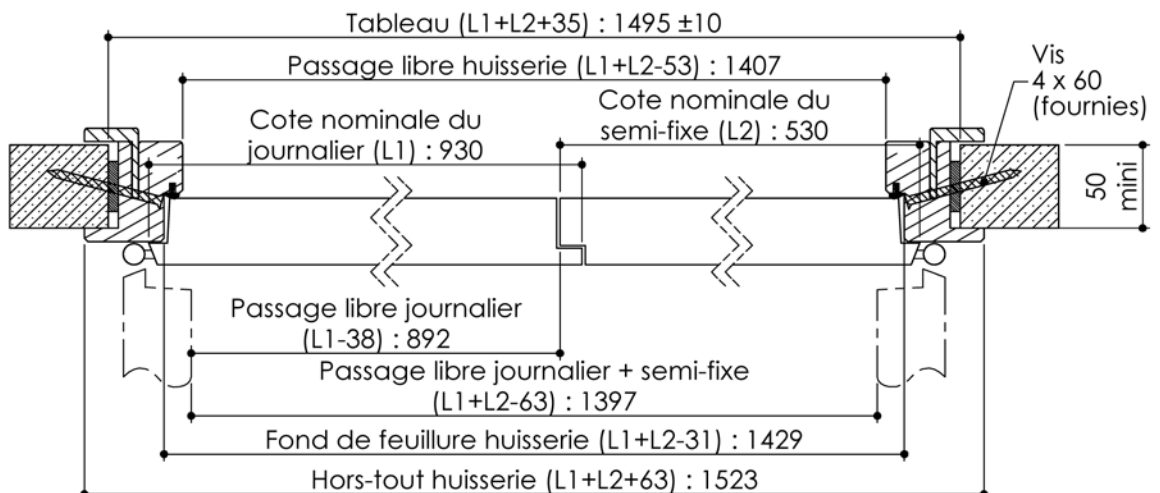 Tableau (L1+L2+35) : 1495 ±10
Passage libre huisserie (L1+L2-53) : 1407
Vis
4 x 60
(fournies)
Cote nominale du
journalier (L1) : 930
Cote nominale du
semi-fixe (L2) : 530
50
mini
Passage libre journalier
(L1-38) : 892
Passage libre journalier + semi-fixe
(L1+L2-63) : 1397
Fond de feuillure huisserie (L1+L2-31) : 1429
Hors-tout huisserie (L1+L2+63) : 1523